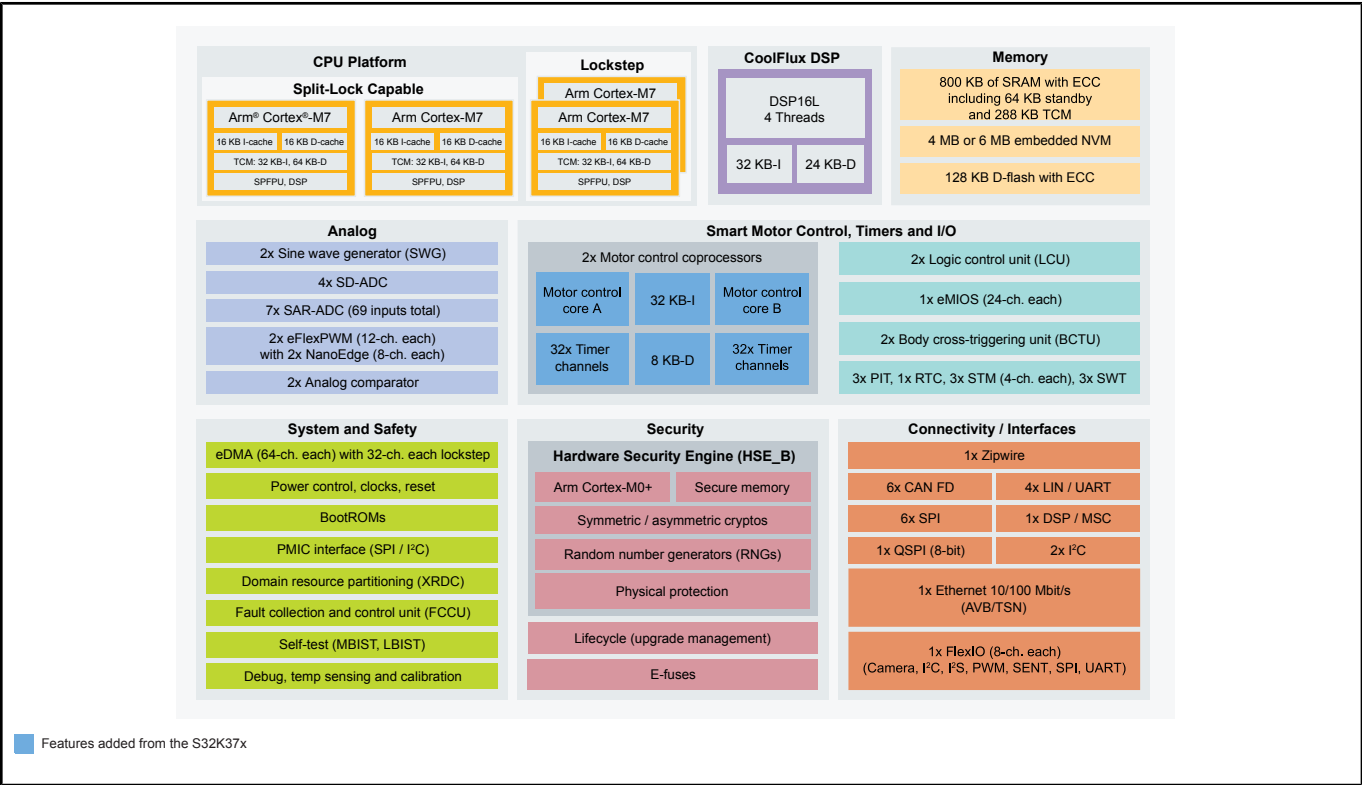 CPU Platform
Split-Lock Capable
Arm® Cortex®-M7
16 KB I-cache
16 KB D-cache
TCM: 32 KB-I, 64 KB-D
SPFPU, DSP
Arm Cortex-M7
16 KB I-cache
16 KB D-cache
TCM: 32 KB-I, 64 KB-D
SPFPU, DSP
Lockstep
Arm Cortex-M7
Arm Cortex-M7
16 KB I-cache
16 KB D-cache
TCM: 32 KB-I, 64 KB-D
SPFPU, DSP
CoolFlux DSP
DSP16L
4 Threads
32 KB-I
24 KB-D
Memory
800 KB of SRAM with ECC
including 64 KB standby
and 288 KB TCM
4 MB or 6 MB embedded NVM
128 KB D-flash with ECC
Analog
2x Sine wave generator (SWG)
4x SD-ADC
7x SAR-ADC (69 inputs total)
2x eFlexPWM (12-ch. each)
with 2x NanoEdge (8-ch. each)
2x Analog comparator
Smart Motor Control, Timers and I/O
2x Motor control coprocessors
Motor control
core A
32 KB-I
Motor control
core B
32x Timer
channels
8 KB-D
32x Timer
channels
2x Logic control unit (LCU)
1x eMIOS (24-ch. each)
2x Body cross-triggering unit (BCTU)
3x PIT, 1x RTC, 3x STM (4-ch. each), 3x SWT
System and Safety
eDMA (64-ch. each) with 32-ch. each lockstep
Power control, clocks, reset
BootROMs
PMIC interface (SPI / I²C)
Domain resource partitioning (XRDC)
Fault collection and control unit (FCCU)
Self-test (MBIST, LBIST)
Debug, temp sensing and calibration
Security
Hardware Security Engine (HSE_B)
Arm Cortex-M0+
Secure memory
Symmetric / asymmetric cryptos
Random number generators (RNGs)
Physical protection
Lifecycle (upgrade management)
E-fuses
Connectivity / Interfaces
1x Zipwire
6x CAN FD
4x LIN / UART
6x SPI
1x DSP / MSC
1x QSPI (8-bit)
2x I²C
1x Ethernet 10/100 Mbit/s
(AVB/TSN)
1x FlexIO (8-ch. each)
(Camera, I²C, I²S, PWM, SENT, SPI, UART)
Features added from the S32K37x